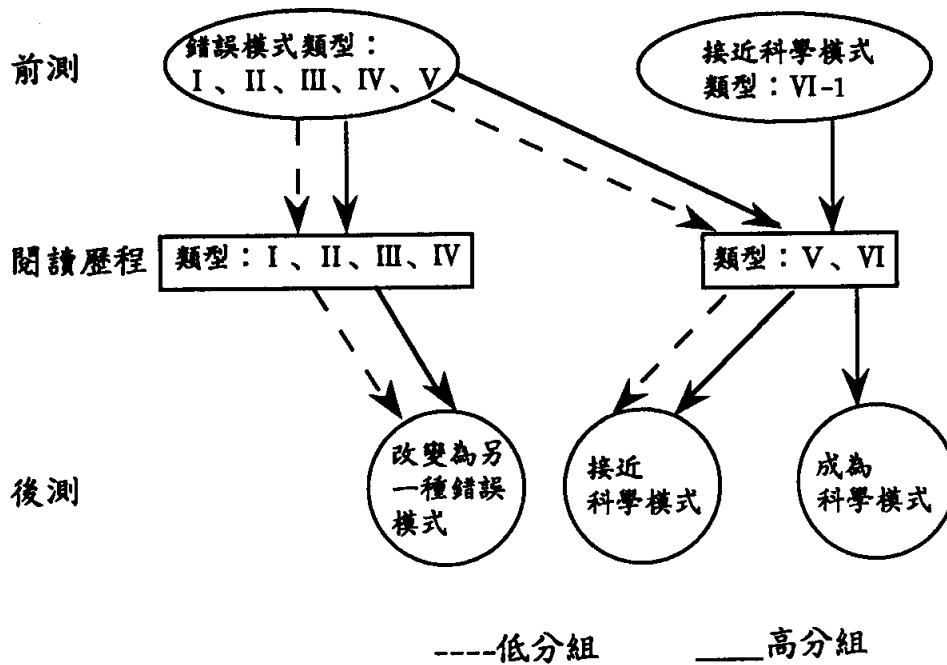 前測
錯誤模式類型：
I、II、III、IV、V
接近科學模式
類型：VI-1
閱讀歷程
類型：I、II、III、IV
類型：V、VI
後測
改變為另
一種錯誤
模式
接近
科學模式
成為
科學模式
----低分組
___高分組